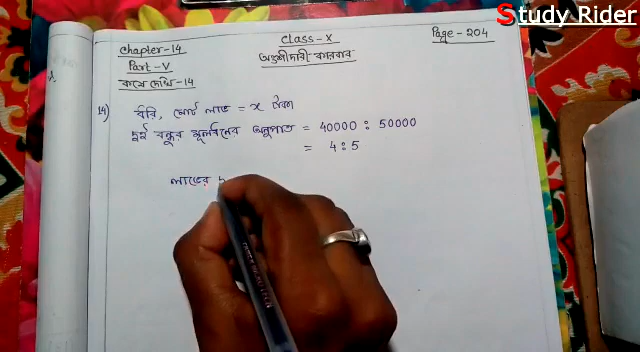 Study Rider
Chapter-14
Class-X
Page-204
Part-V
অংশীদারী কারবার
কষে দেখি-14
14) ধরি, মোট লাভ = x টাকা
দুই বন্ধুর মূলধনের অনুপাত = 40000 : 50000
= 4:5
লাভের